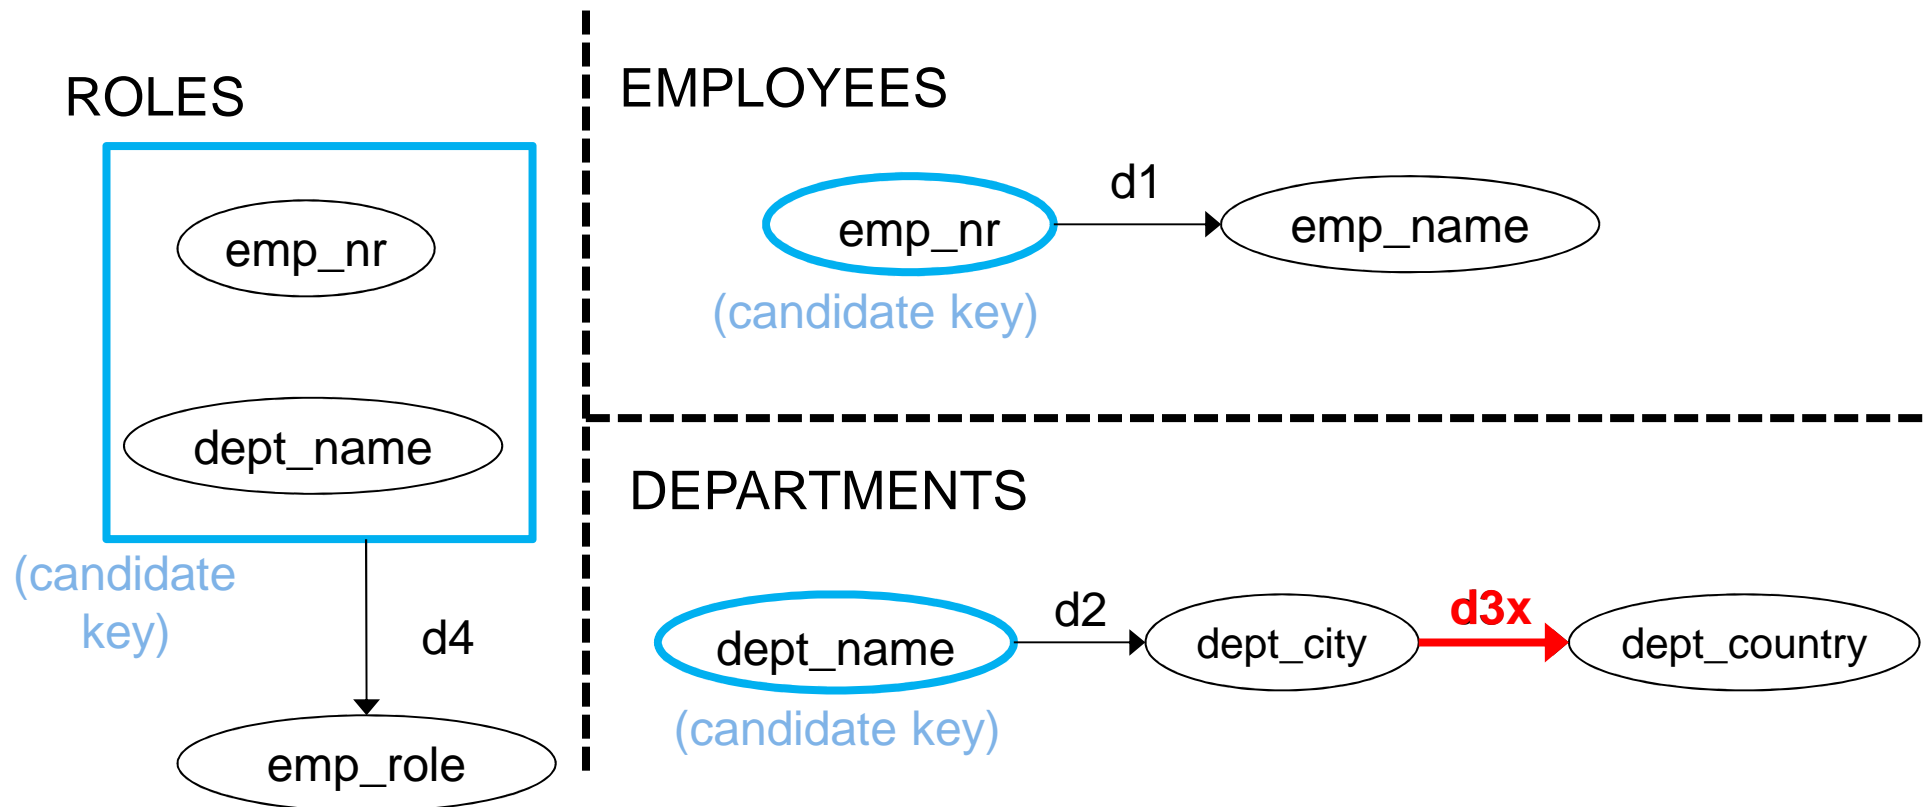 ROLES
emp_nr
dept_name
(candidate
key)
d4
emp_role
EMPLOYEES
emp_nr
d1
emp_name
(candidate key)
DEPARTMENTS
dept_name
d2
dept_city
d3x
dept_country
(candidate key)